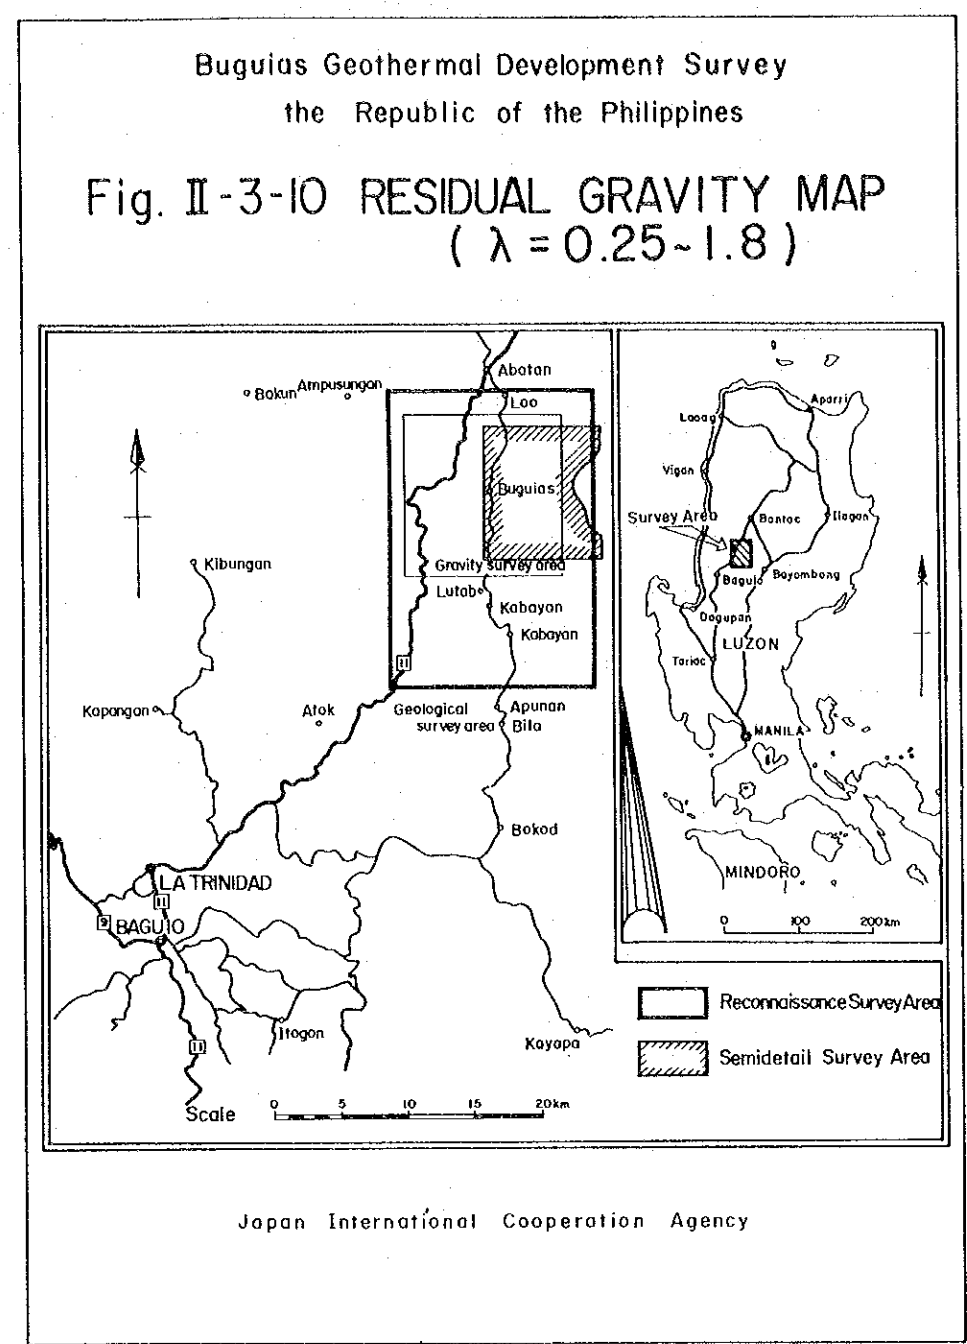 Buguias Geothermal Development Survey
the Republic of the Philippines
Fig. II-3-10 RESIDUAL GRAVITY MAP
( λ = 0.25~1.8 )
Abatan
Bakun
Ampusungan
Loo
Buguias
Gravity survey area
Kibungan
Lutab
Kabayan
Kabayan
11
Kapangan
Atok
Geological
survey area
Apunan
Bila
Bokod
LA TRINIDAD
11
9
BAGUIO
Itogon
11
Kayapa
Scale
0 5 10 15 20km
Aparri
Laoag
Vigan
Survey Area
Bontoc
Ilagan
Baguio
Bayombong
Dagupan
LUZON
Tarlac
MANILA
MINDORO
0 100 200km
Reconnaissance Survey Area
Semidetail Survey Area
Japan International Cooperation Agency